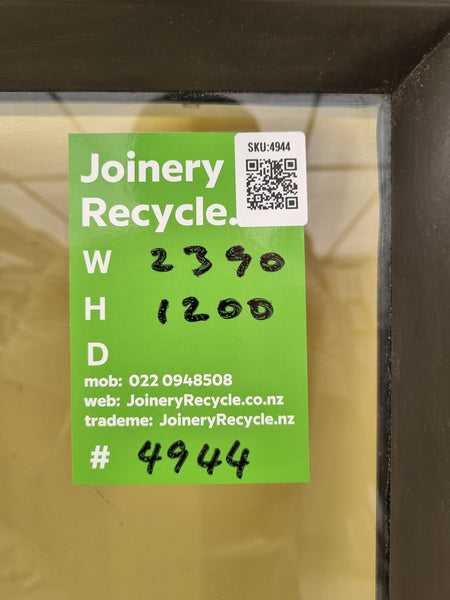 SKU:4944
Joinery
Recycle.
W 2390
H 1200
D
mob: 022 0948508
web: JoineryRecycle.co.nz
trademe: JoineryRecycle.nz
# 4944